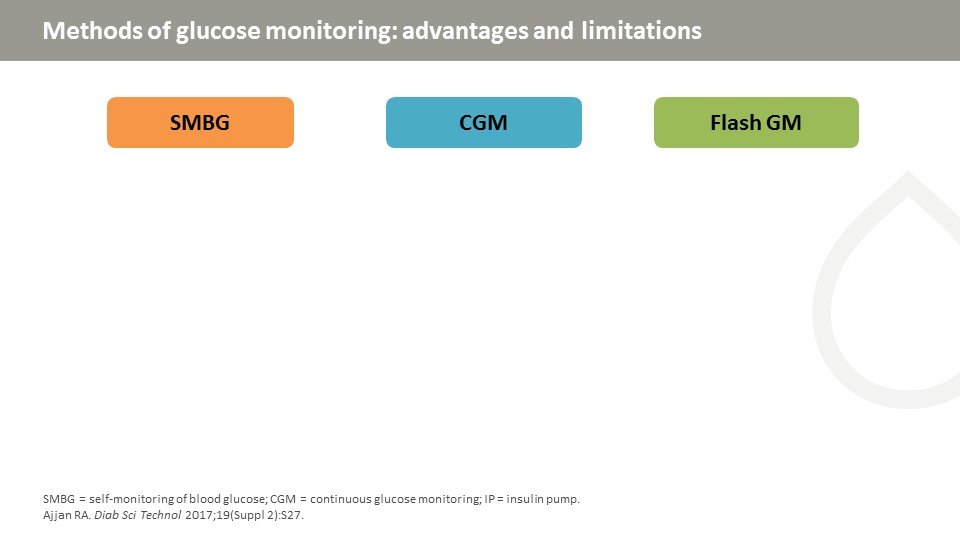 Methods of glucose monitoring: advantages and limitations
SMBG
CGM
Flash GM
SMBG = self-monitoring of blood glucose; CGM = continuous glucose monitoring; IP = insulin pump.
Ajjan RA. Diab Sci Technol 2017;19(Suppl 2):S27.